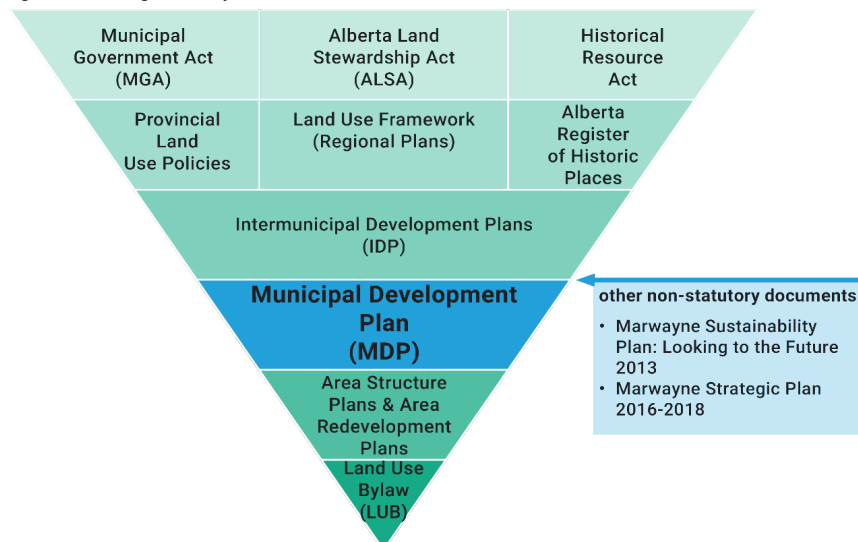 Municipal
Government Act
(MGA)
Alberta Land
Stewardship Act
(ALSA)
Historical
Resource
Act
Provincial
Land
Use Policies
Land Use Framework
(Regional Plans)
Alberta
Register
of Historic
Places
Intermunicipal Development Plans
(IDP)
Municipal Development
Plan
(MDP)
other non-statutory documents
• Marwayne Sustainability
Plan: Looking to the Future
2013
• Marwayne Strategic Plan
2016-2018
Area Structure
Plans & Area
Redevelopment
Plans
Land Use
Bylaw
(LUB)